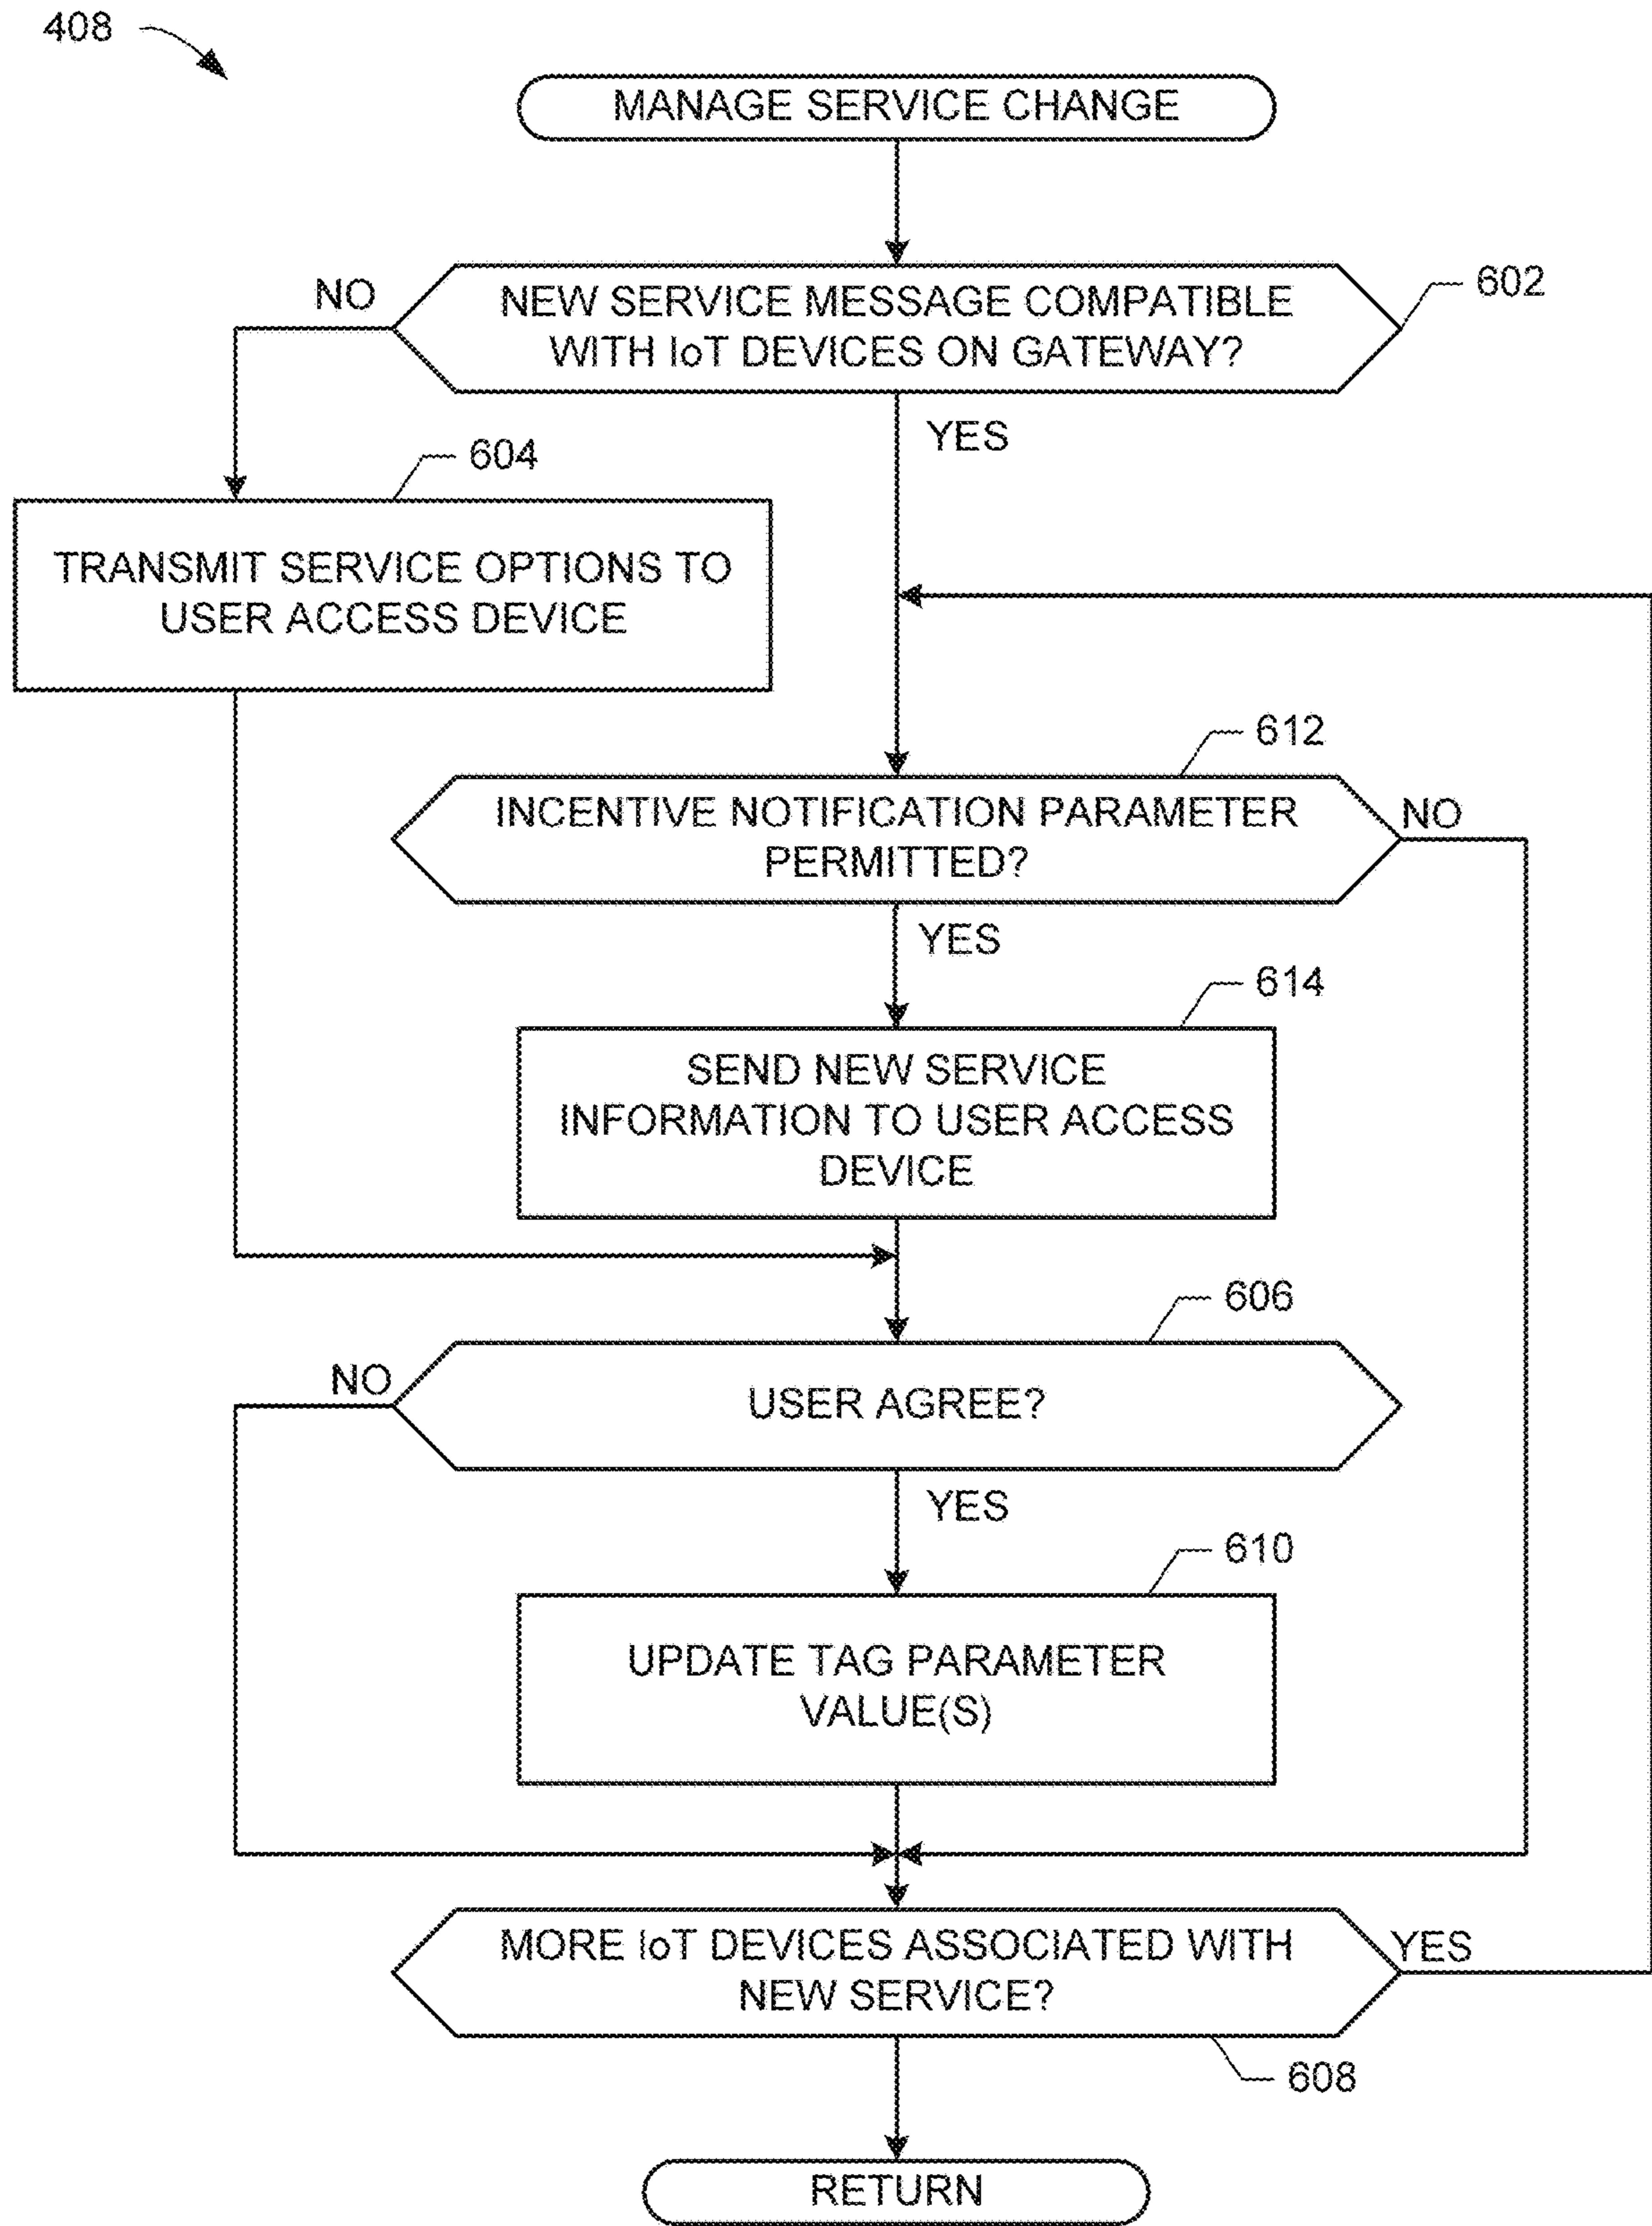 408
MANAGE SERVICE CHANGE
NO
NEW SERVICE MESSAGE COMPATIBLE
WITH IoT DEVICES ON GATEWAY?
602
YES
604
TRANSMIT SERVICE OPTIONS TO
USER ACCESS DEVICE
612
INCENTIVE NOTIFICATION PARAMETER
PERMITTED?
NO
YES
614
SEND NEW SERVICE
INFORMATION TO USER ACCESS
DEVICE
606
NO
USER AGREE?
YES
610
UPDATE TAG PARAMETER
VALUE(S)
MORE IoT DEVICES ASSOCIATED WITH
NEW SERVICE?
YES
608
RETURN